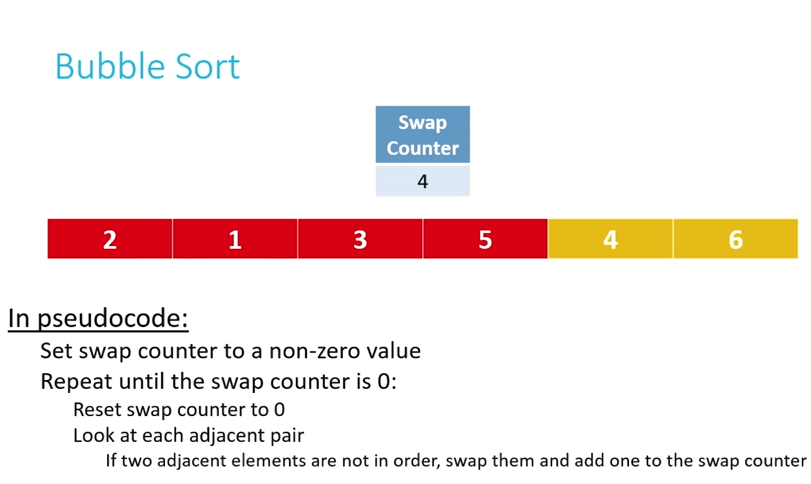 Bubble Sort
Swap
Counter
4
2 1 3 5 4 6
In pseudocode:
Set swap counter to a non-zero value
Repeat until the swap counter is 0:
Reset swap counter to 0
Look at each adjacent pair
If two adjacent elements are not in order, swap them and add one to the swap counter